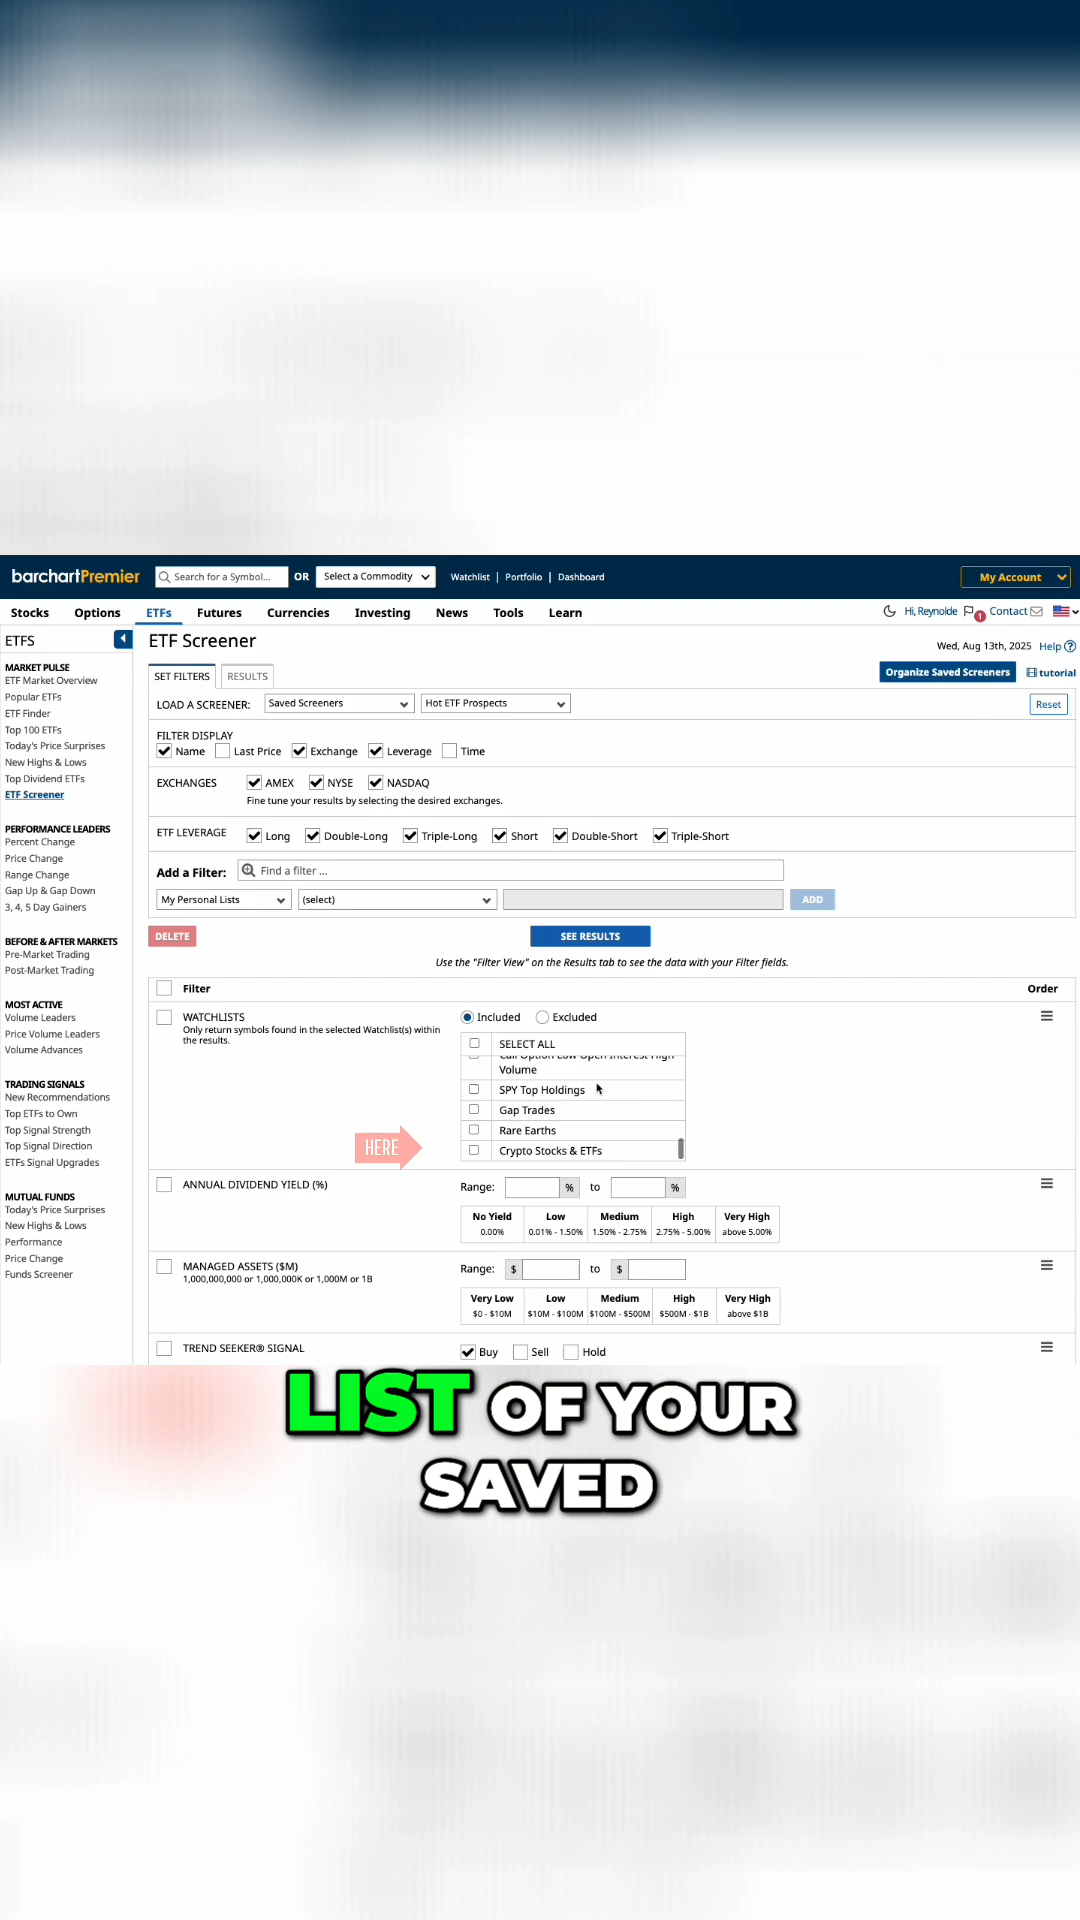 barchartPremier Search for a Symbol... OR Select a Commodity Watchlist | Portfolio | Dashboard My Account
Stocks Options ETFs Futures Currencies Investing News Tools Learn Hi, Reynolde 1 Contact
ETFS
MARKET PULSE
ETF Market Overview
Popular ETFs
ETF Finder
Top 100 ETFs
Today's Price Surprises
New Highs & Lows
Top Dividend ETFs
ETF Screener
PERFORMANCE LEADERS
Percent Change
Price Change
Range Change
Gap Up & Gap Down
3, 4, 5 Day Gainers
BEFORE & AFTER MARKETS
Pre-Market Trading
Post-Market Trading
MOST ACTIVE
Volume Leaders
Price Volume Leaders
Volume Advances
TRADING SIGNALS
New Recommendations
Top ETFs to Own
Top Signal Strength
Top Signal Direction
ETFs Signal Upgrades
MUTUAL FUNDS
Today's Price Surprises
New Highs & Lows
Performance
Price Change
Funds Screener
ETF Screener
Wed, Aug 13th, 2025 Help ?
SET FILTERS RESULTS Organize Saved Screeners tutorial
LOAD A SCREENER: Saved Screeners Hot ETF Prospects Reset
FILTER DISPLAY
Name Last Price Exchange Leverage Time
EXCHANGES AMEX NYSE NASDAQ
Fine tune your results by selecting the desired exchanges.
ETF LEVERAGE Long Double-Long Triple-Long Short Double-Short Triple-Short
Add a Filter: Find a filter ...
My Personal Lists (select) ADD
DELETE SEE RESULTS
Use the "Filter View" on the Results tab to see the data with your Filter fields.
Filter Order
WATCHLISTS Included Excluded
Only return symbols found in the selected Watchlist(s) within
the results.
SELECT ALL
Call Option Low Open Interest High
Volume
SPY Top Holdings
Gap Trades
Rare Earths
HERE Crypto Stocks & ETFs
ANNUAL DIVIDEND YIELD (%) Range: % to %
No Yield Low Medium High Very High
0.00% 0.01% - 1.50% 1.50% - 2.75% 2.75% - 5.00% above 5.00%
MANAGED ASSETS ($M) Range: $ to $
1,000,000,000 or 1,000,000K or 1,000M or 1B
Very Low Low Medium High Very High
$0 - $10M $10M - $100M $100M - $500M $500M - $1B above $1B
TREND SEEKER® SIGNAL Buy Sell Hold
LIST OF YOUR
SAVED